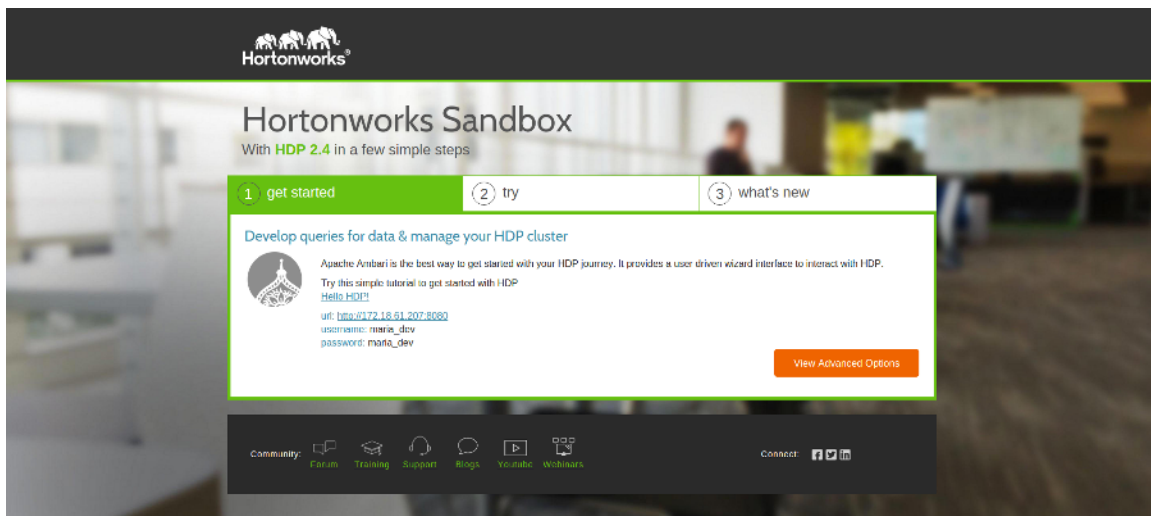 Hortonworks®
Hortonworks Sandbox
With HDP 2.4 in a few simple steps
1 get started
2 try
3 what's new
Develop queries for data & manage your HDP cluster
Apache Ambari is the best way to get started with your HDP journey. It provides a user driven wizard interface to interact with HDP.
Try this simple tutorial to get started with HDP
Hello HDP!
url: http://172.18.61.207:8080
username: maria_dev
password: maria_dev
View Advanced Options
Community: Forum Training Support Blogs Youtube Webinars
Connect: f in